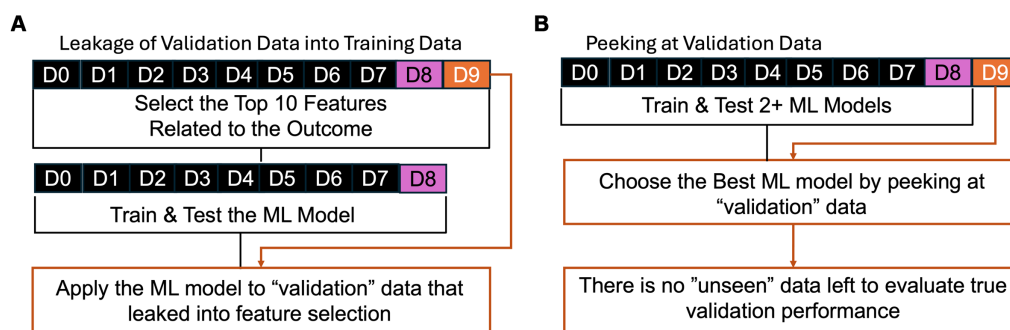 A
Leakage of Validation Data into Training Data
D0 D1 D2 D3 D4 D5 D6 D7 D8 D9
Select the Top 10 Features
Related to the Outcome
D0 D1 D2 D3 D4 D5 D6 D7 D8
Train & Test the ML Model
Apply the ML model to “validation” data that
leaked into feature selection
B
Peeking at Validation Data
D0 D1 D2 D3 D4 D5 D6 D7 D8 D9
Train & Test 2+ ML Models
Choose the Best ML model by peeking at
“validation” data
There is no ”unseen” data left to evaluate true
validation performance